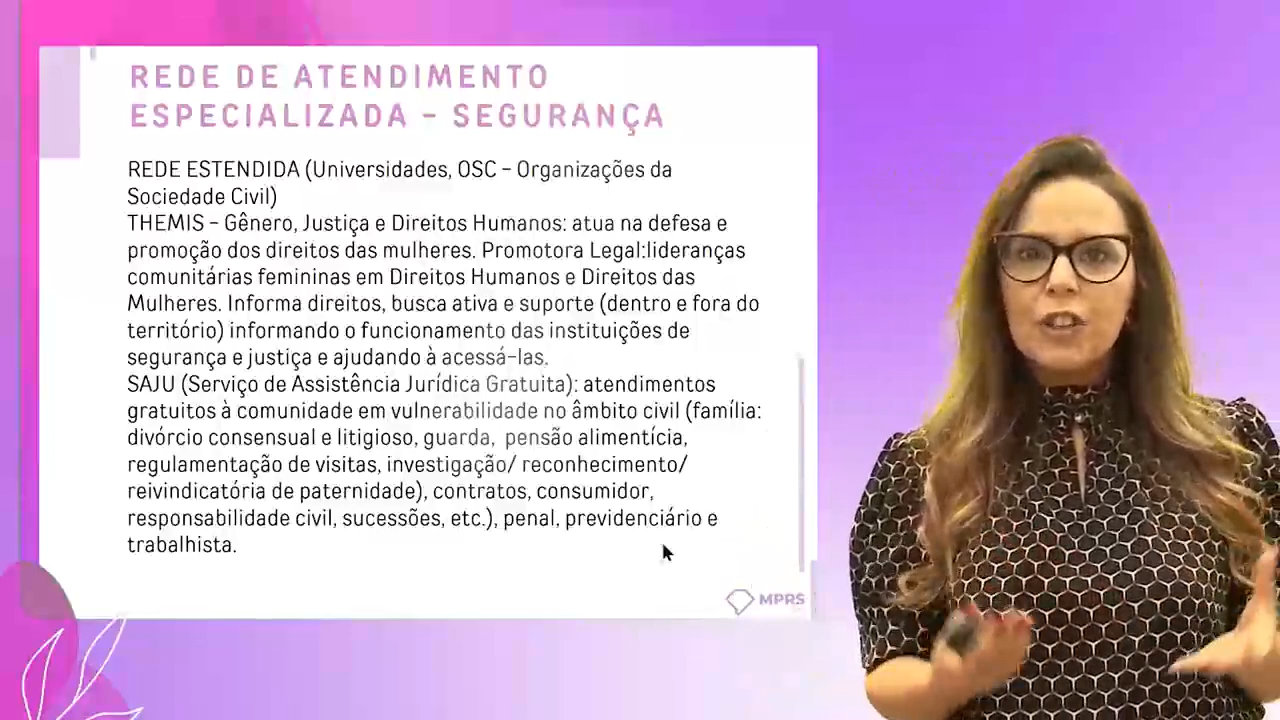 REDE DE ATENDIMENTO
ESPECIALIZADA – SEGURANÇA
REDE ESTENDIDA (Universidades, OSC – Organizações da
Sociedade Civil)
THEMIS – Gênero, Justiça e Direitos Humanos: atua na defesa e
promoção dos direitos das mulheres. Promotora Legal:lideranças
comunitárias femininas em Direitos Humanos e Direitos das
Mulheres. Informa direitos, busca ativa e suporte (dentro e fora do
território) informando o funcionamento das instituições de
segurança e justiça e ajudando à acessá-las.
SAJU (Serviço de Assistência Jurídica Gratuita): atendimentos
gratuitos à comunidade em vulnerabilidade no âmbito civil (família:
divórcio consensual e litigioso, guarda, pensão alimentícia,
regulamentação de visitas, investigação/ reconhecimento/
reivindicatória de paternidade), contratos, consumidor,
responsabilidade civil, sucessões, etc.), penal, previdenciário e
trabalhista.
MPRS